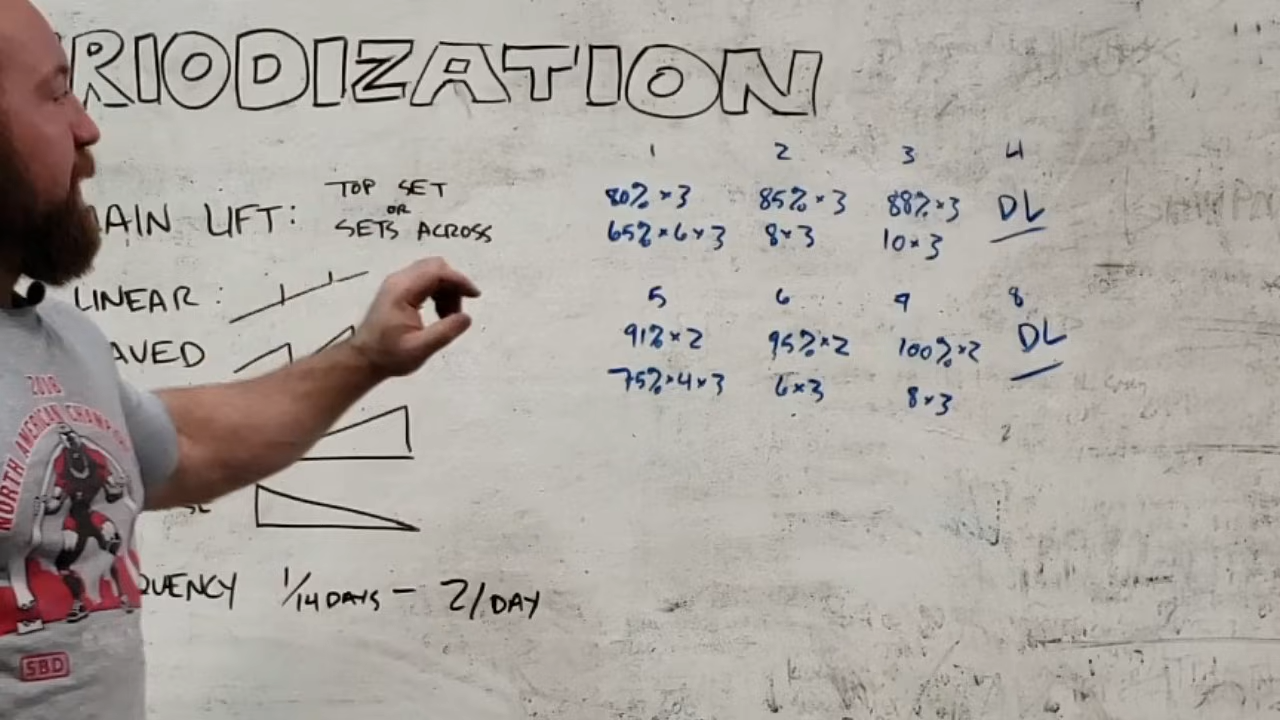 RIODIZATION
AIN LIFT: TOP SET
OR
SETS ACROSS
LINEAR:
AVED
QUENCY 1/14 DAYS - 2/DAY
1 2 3 4
80% × 3 85% × 3 88% × 3 DL
65% × 6 × 3 8 × 3 10 × 3
5 6 9 8
91% × 2 95% × 2 100% × 2 DL
75% × 4 × 3 6 × 3 8 × 3
2018
NORTH AMERICAN CHAMP
SBD